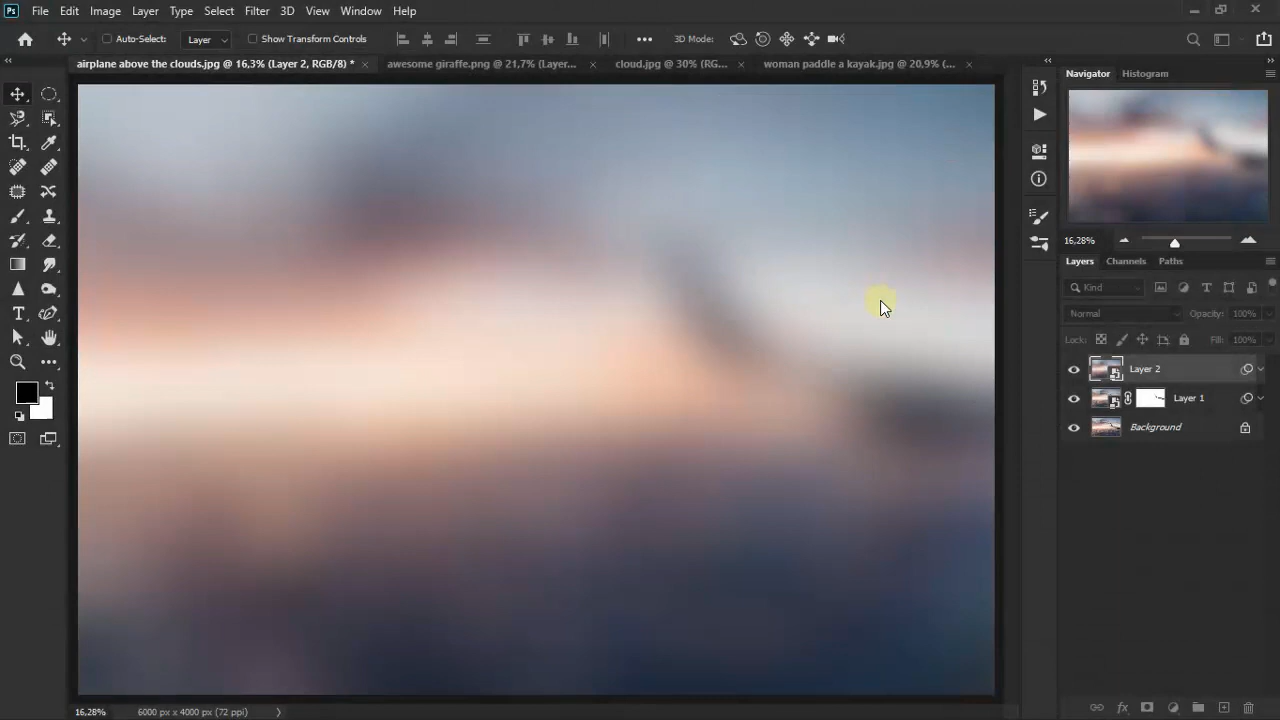 Ps File Edit Image Layer Type Select Filter 3D View Window Help
Auto-Select: Layer Show Transform Controls 3D Mode:
airplane above the clouds.jpg @ 16,3% (Layer 2, RGB/8) * awesome giraffe.png @ 21,7% (Layer... cloud.jpg @ 30% (RG... woman paddle a kayak.jpg @ 20,9% (...
Navigator Histogram
16,28%
Layers Channels Paths
Kind
Normal Opacity: 100%
Lock: Fill: 100%
Layer 2
Layer 1
Background
16,28% 6000 px x 4000 px (72 ppi)